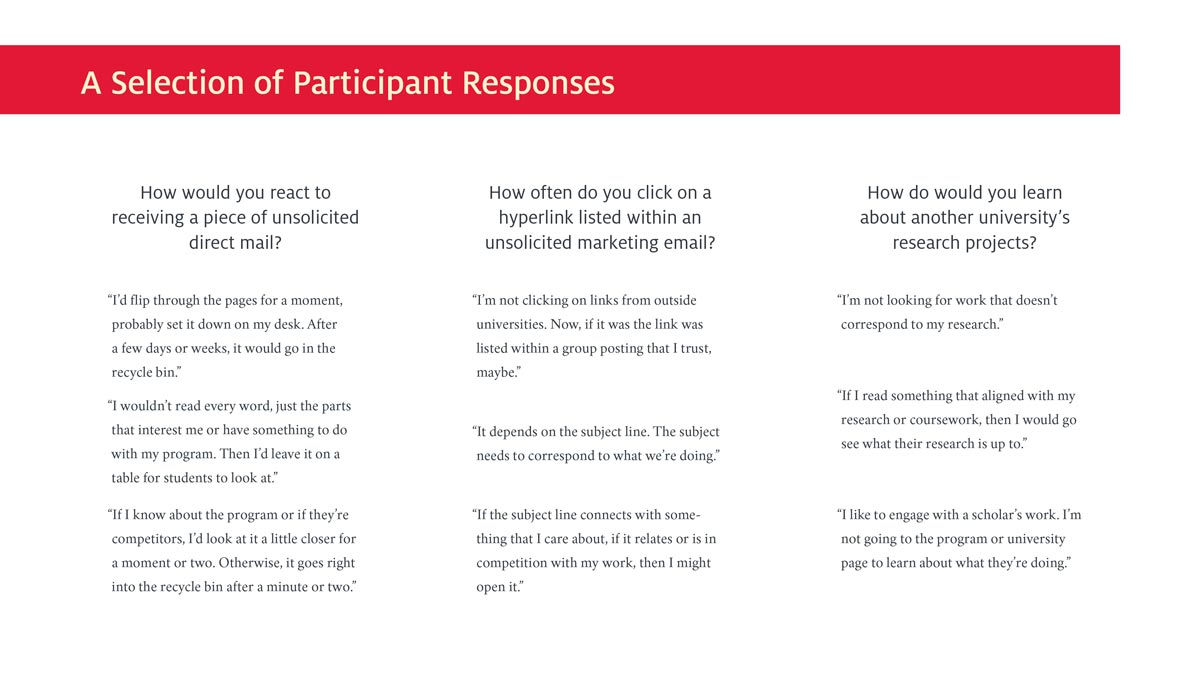 A Selection of Participant Responses
How would you react to
receiving a piece of unsolicited
direct mail?
“I’d flip through the pages for a moment,
probably set it down on my desk. After
a few days or weeks, it would go in the
recycle bin.”
“I wouldn’t read every word, just the parts
that interest me or have something to do
with my program. Then I’d leave it on a
table for students to look at.”
“If I know about the program or if they’re
competitors, I’d look at it a little closer for
a moment or two. Otherwise, it goes right
into the recycle bin after a minute or two.”
How often do you click on a
hyperlink listed within an
unsolicited marketing email?
“I’m not clicking on links from outside
universities. Now, if it was the link was
listed within a group posting that I trust,
maybe.”
“It depends on the subject line. The subject
needs to correspond to what we’re doing.”
“If the subject line connects with some-
thing that I care about, if it relates or is in
competition with my work, then I might
open it.”
How do would you learn
about another university’s
research projects?
“I’m not looking for work that doesn’t
correspond to my research.”
“If I read something that aligned with my
research or coursework, then I would go
see what their research is up to.”
“I like to engage with a scholar’s work. I’m
not going to the program or university
page to learn about what they’re doing.”